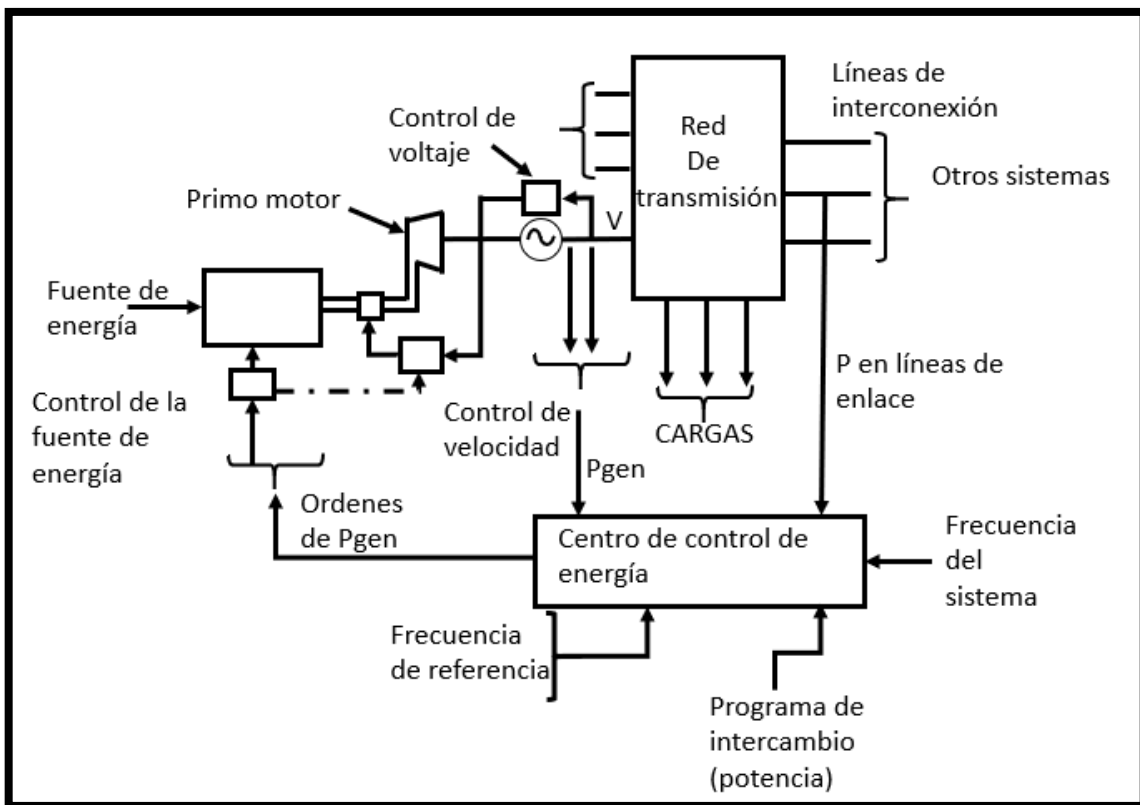 Líneas de
interconexión
Control de
voltaje
Red
De
transmisión
Otros sistemas
Primo motor
V
Fuente de
energía
P en líneas de
enlace
Control de la
fuente de
energía
Control de
velocidad
CARGAS
Pgen
Ordenes
de Pgen
Centro de control de
energía
Frecuencia
del
sistema
Frecuencia
de referencia
Programa de
intercambio
(potencia)